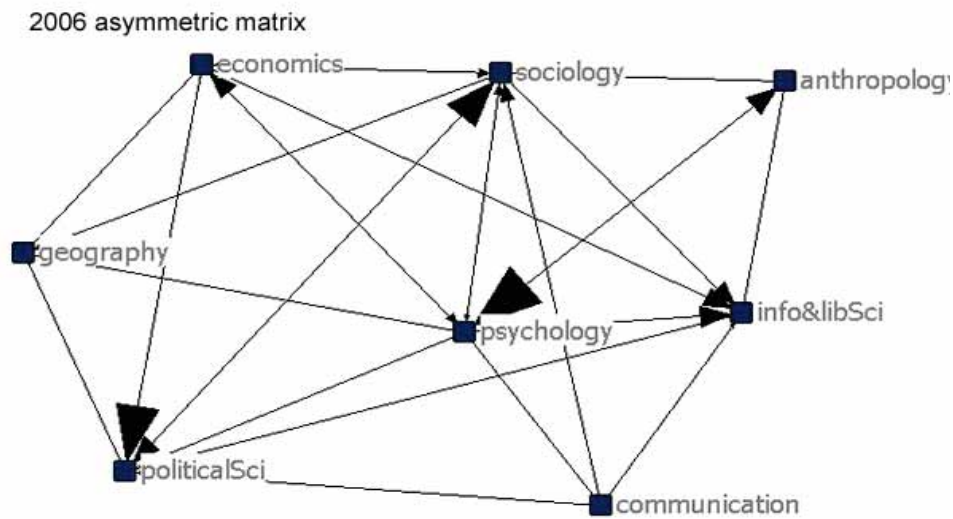 2006 asymmetric matrix
economics
sociology
anthropology
geography
info&libSci
psychology
politicalSci
communication